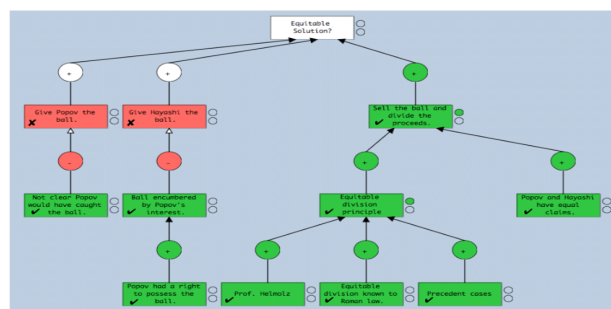 Equitable
Solution?
+
+
+
Give Popov the
ball.
Give Hayashi the
ball.
Sell the ball and
divide the
proceeds.
-
-
+
+
Not clear Popov
would have caught
the ball.
Ball encumbered
by Popov's
interest.
Equitable
division
principle
Popov and Hayashi
have equal
claims.
+
+
+
+
Popov had a right
to possess the
ball.
Prof. Helmolz
Equitable
division known to
Roman law.
Precedent cases